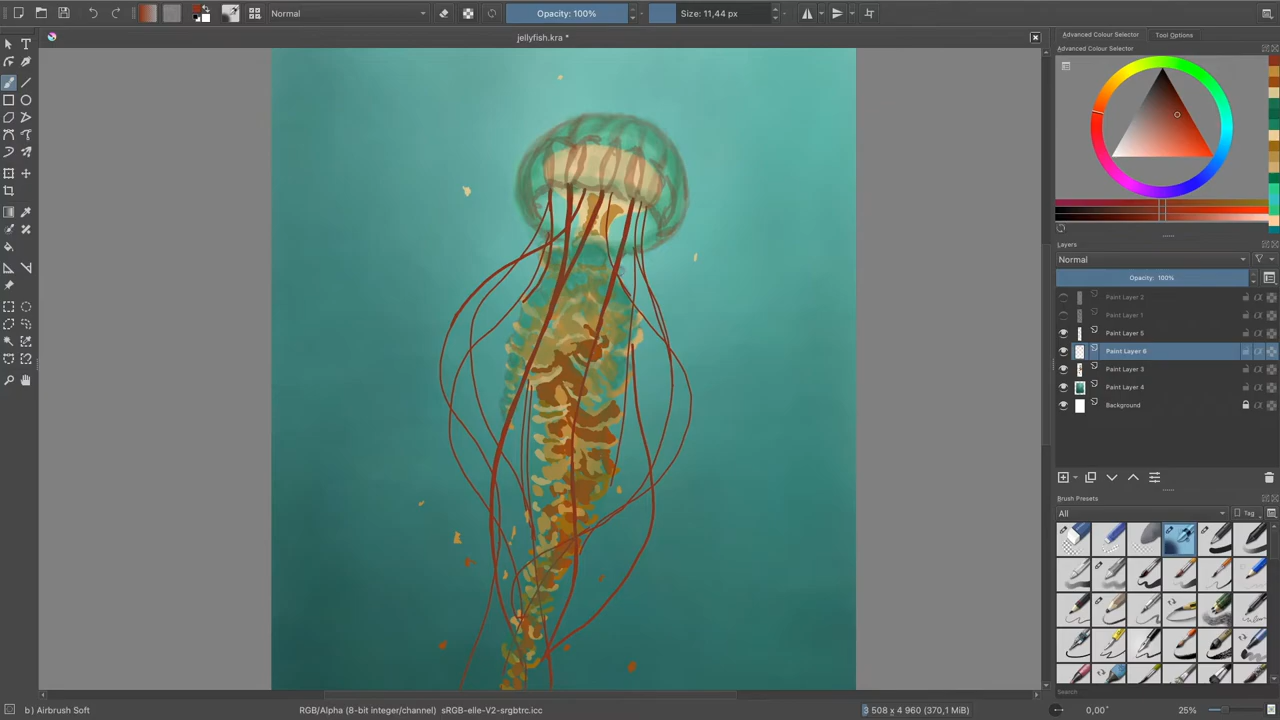 Normal
Opacity: 100%
Size: 11,44 px
jellyfish.kra *
Advanced Colour Selector
Tool Options
Advanced Colour Selector
Layers
Normal
Opacity: 100%
Paint Layer 2
Paint Layer 1
Paint Layer 5
Paint Layer 6
Paint Layer 3
Paint Layer 4
Background
Brush Presets
All
Tag
Search
b) Airbrush Soft
RGB/Alpha (8-bit integer/channel) sRGB-elle-V2-srgbtrc.icc
3 508 x 4 960 (370,1 MiB)
0,00°
25%